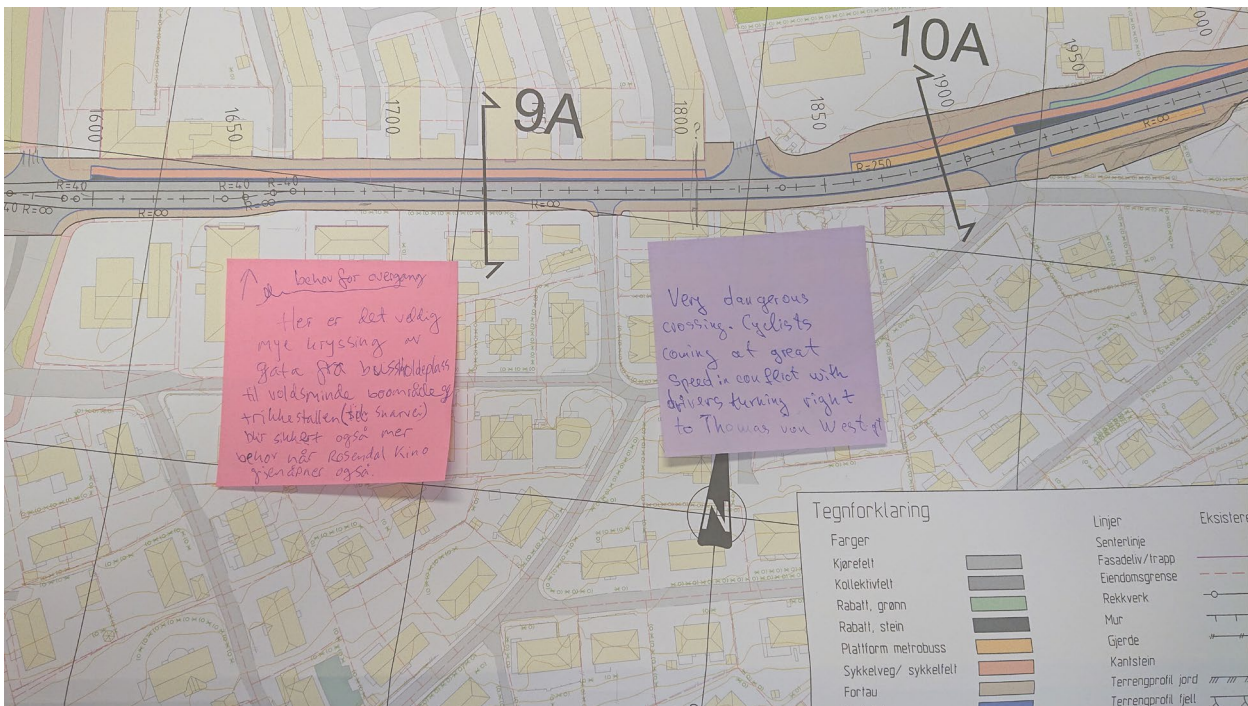 10A
9A
1600
1650
1700
1800
?
1850
1900
1950
R=40
R=40
R=40
R=∞
R=∞
R=∞
R=250
R=∞
behov for overgang
Her er det veldig
mye kryssing av
gata fra bussholdeplass
til voldsminde boområde og
trikkestallen (snarvei)
blir sikkert også mer
behov når Rosendal Kino
også.
Very dangerous
crossing. Cyclists
coming at great
Speed in conflict with
drivers turning right
to Thomas von West gt
N
Tegnforklaring
Farger
Kjørefelt
Kollektivfelt
Rabatt, grønn
Rabatt, stein
Plattform metrobuss
Sykkelveg/ sykkelfelt
Fortau
Linjer
Eksistere
Senterlinje
Fasadeliv/trapp
Eiendomsgrense
Rekkverk
Mur
Gjerde
Kantstein
Terrengprofil jord
Terrengprofil fjell